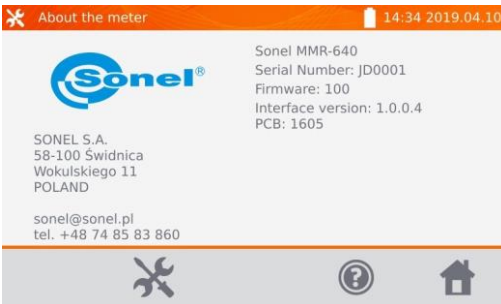 About the meter
14:34 2019.04.10
Sonel®
SONEL S.A.
58-100 Świdnica
Wokulskiego 11
POLAND
sonel@sonel.pl
tel. +48 74 85 83 860
Sonel MMR-640
Serial Number: JD0001
Firmware: 100
Interface version: 1.0.0.4
PCB: 1605
?